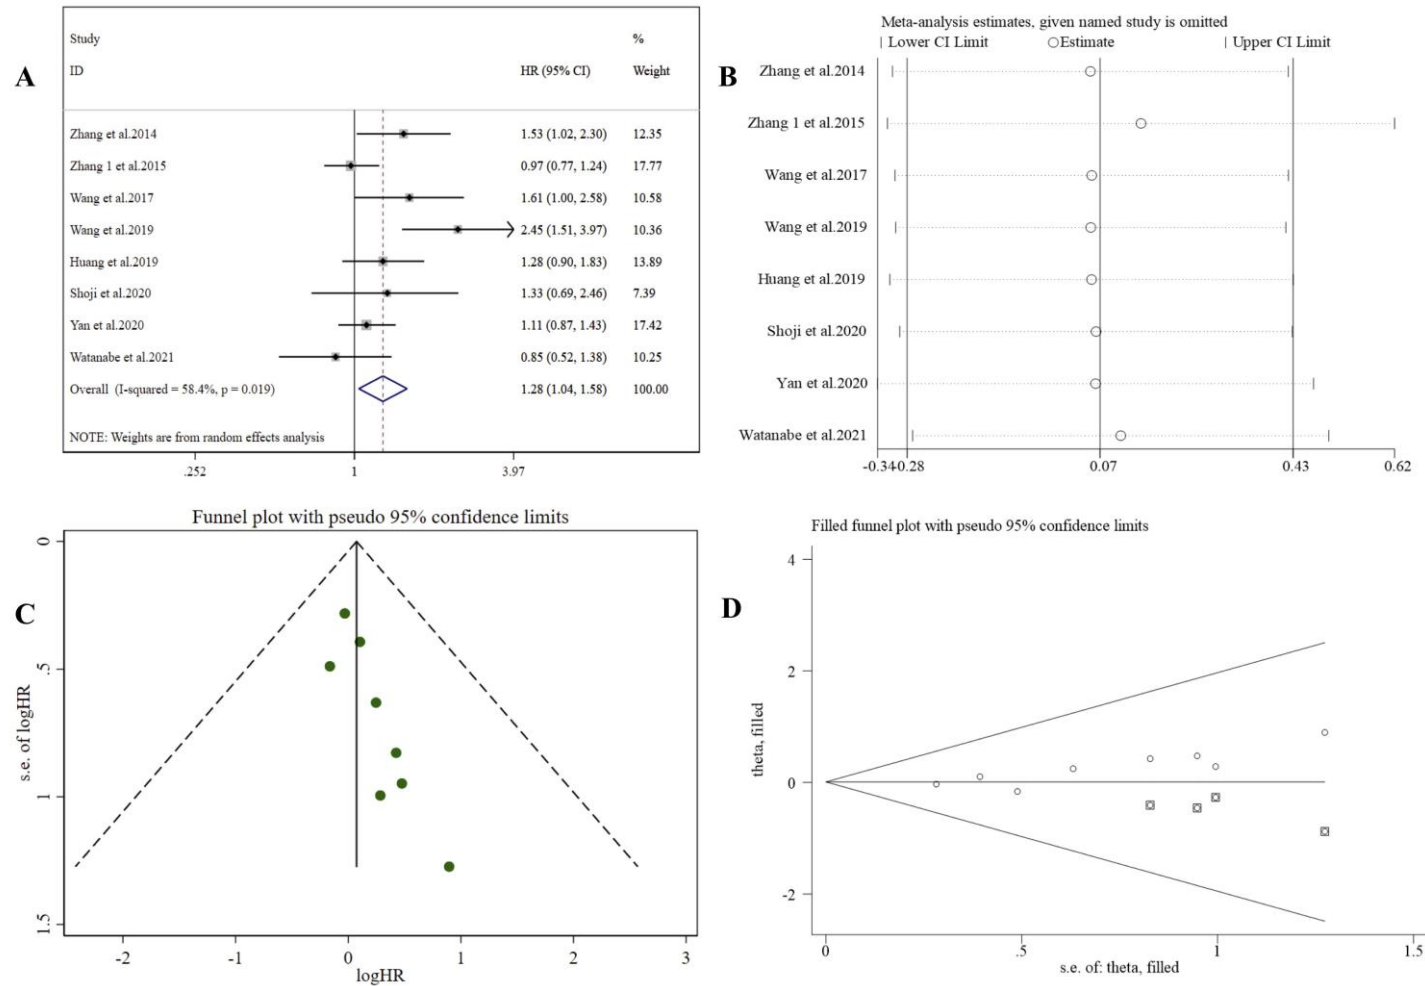 A
Study %
ID HR (95% CI) Weight
Zhang et al.2014 1.53 (1.02, 2.30) 12.35
Zhang 1 et al.2015 0.97 (0.77, 1.24) 17.77
Wang et al.2017 1.61 (1.00, 2.58) 10.58
Wang et al.2019 2.45 (1.51, 3.97) 10.36
Huang et al.2019 1.28 (0.90, 1.83) 13.89
Shoji et al.2020 1.33 (0.69, 2.46) 7.39
Yan et al.2020 1.11 (0.87, 1.43) 17.42
Watanabe et al.2021 0.85 (0.52, 1.38) 10.25
Overall (I-squared = 58.4%, p = 0.019) 1.28 (1.04, 1.58) 100.00
NOTE: Weights are from random effects analysis
.252 1 3.97
B
Meta-analysis estimates, given named study is omitted
Lower CI Limit Estimate Upper CI Limit
Zhang et al.2014
Zhang 1 et al.2015
Wang et al.2017
Wang et al.2019
Huang et al.2019
Shoji et al.2020
Yan et al.2020
Watanabe et al.2021
-0.34 -0.28 0.07 0.43 0.62
C
Funnel plot with pseudo 95% confidence limits
s.e. of logHR
0
.5
1
1.5
-2 -1 0 1 2 3
logHR
D
Filled funnel plot with pseudo 95% confidence limits
theta, filled
4
2
0
-2
0 .5 1 1.5
s.e. of: theta, filled